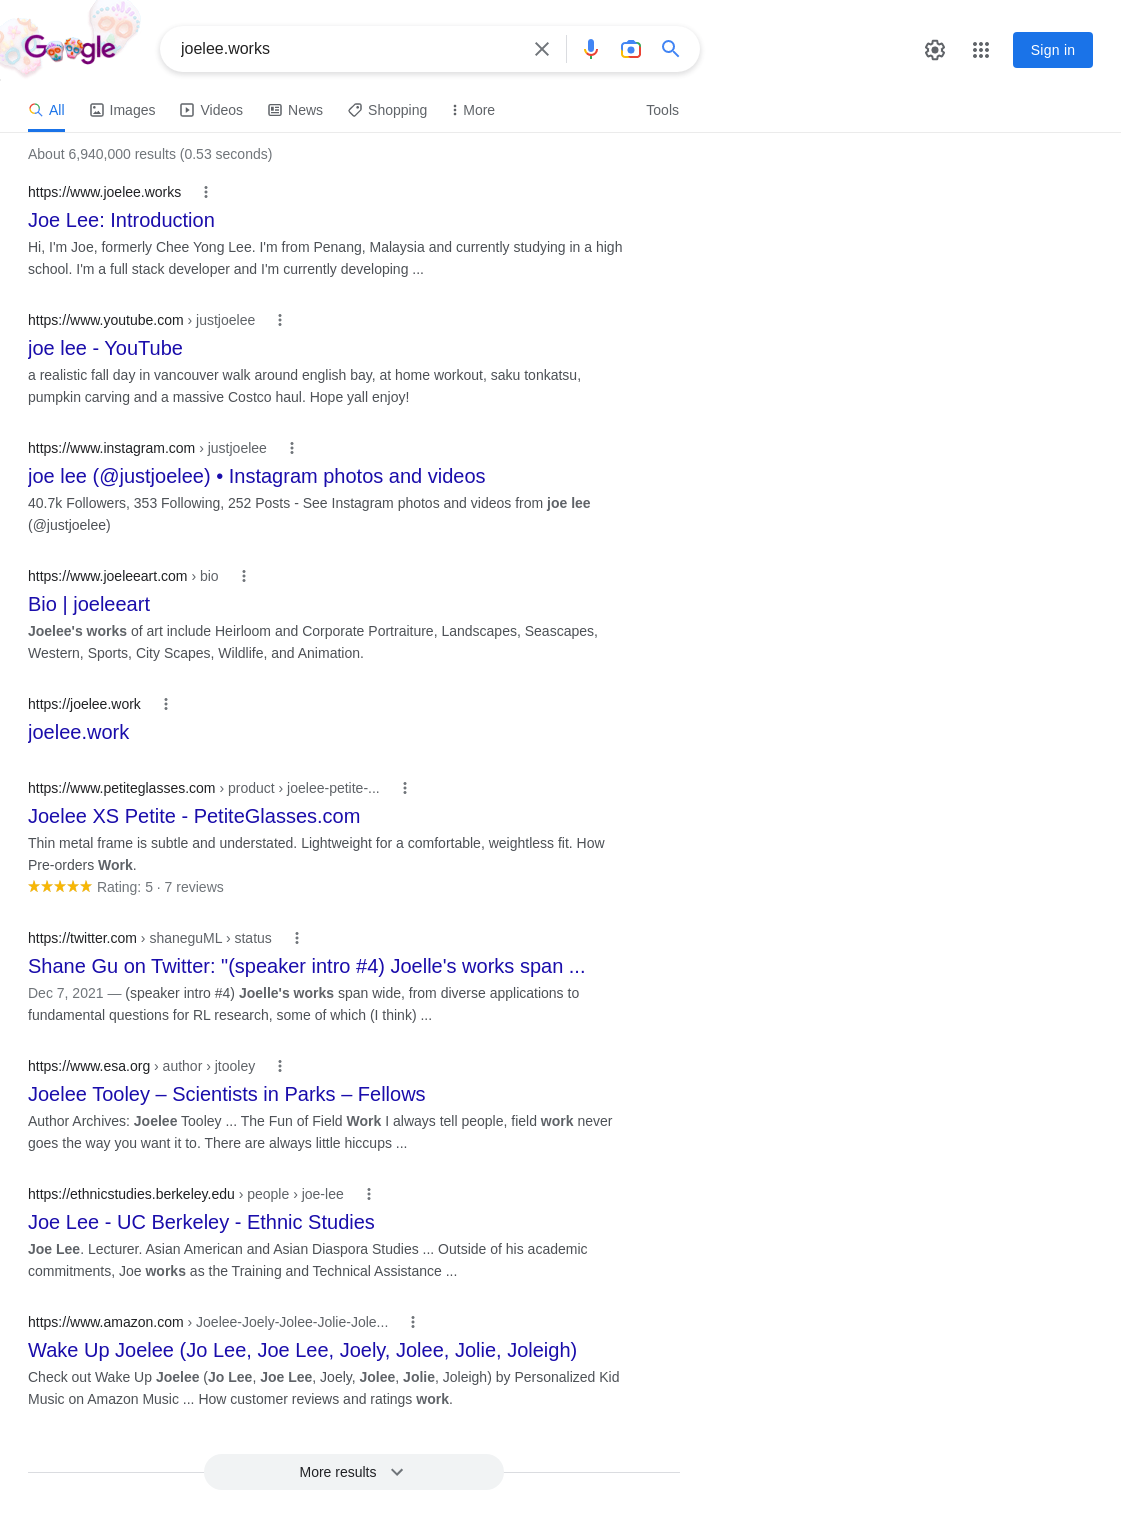 Google
joelee.works
Sign in
All
Images
Videos
News
Shopping
More
Tools
About 6,940,000 results (0.53 seconds)
https://www.joelee.works
Joe Lee: Introduction
Hi, I'm Joe, formerly Chee Yong Lee. I'm from Penang, Malaysia and currently studying in a high
school. I'm a full stack developer and I'm currently developing ...
https://www.youtube.com › justjoelee
joe lee - YouTube
a realistic fall day in vancouver walk around english bay, at home workout, saku tonkatsu,
pumpkin carving and a massive Costco haul. Hope yall enjoy!
https://www.instagram.com › justjoelee
joe lee (@justjoelee) • Instagram photos and videos
40.7k Followers, 353 Following, 252 Posts - See Instagram photos and videos from joe lee
(@justjoelee)
https://www.joeleeart.com › bio
Bio | joeleeart
Joelee's works of art include Heirloom and Corporate Portraiture, Landscapes, Seascapes,
Western, Sports, City Scapes, Wildlife, and Animation.
https://joelee.work
joelee.work
https://www.petiteglasses.com › product › joelee-petite-...
Joelee XS Petite - PetiteGlasses.com
Thin metal frame is subtle and understated. Lightweight for a comfortable, weightless fit. How
Pre-orders Work.
Rating: 5 · 7 reviews
https://twitter.com › shaneguML › status
Shane Gu on Twitter: "(speaker intro #4) Joelle's works span ...
Dec 7, 2021 — (speaker intro #4) Joelle's works span wide, from diverse applications to
fundamental questions for RL research, some of which (I think) ...
https://www.esa.org › author › jtooley
Joelee Tooley – Scientists in Parks – Fellows
Author Archives: Joelee Tooley ... The Fun of Field Work I always tell people, field work never
goes the way you want it to. There are always little hiccups ...
https://ethnicstudies.berkeley.edu › people › joe-lee
Joe Lee - UC Berkeley - Ethnic Studies
Joe Lee. Lecturer. Asian American and Asian Diaspora Studies ... Outside of his academic
commitments, Joe works as the Training and Technical Assistance ...
https://www.amazon.com › Joelee-Joely-Jolee-Jolie-Jole...
Wake Up Joelee (Jo Lee, Joe Lee, Joely, Jolee, Jolie, Joleigh)
Check out Wake Up Joelee (Jo Lee, Joe Lee, Joely, Jolee, Jolie, Joleigh) by Personalized Kid
Music on Amazon Music ... How customer reviews and ratings work.
More results